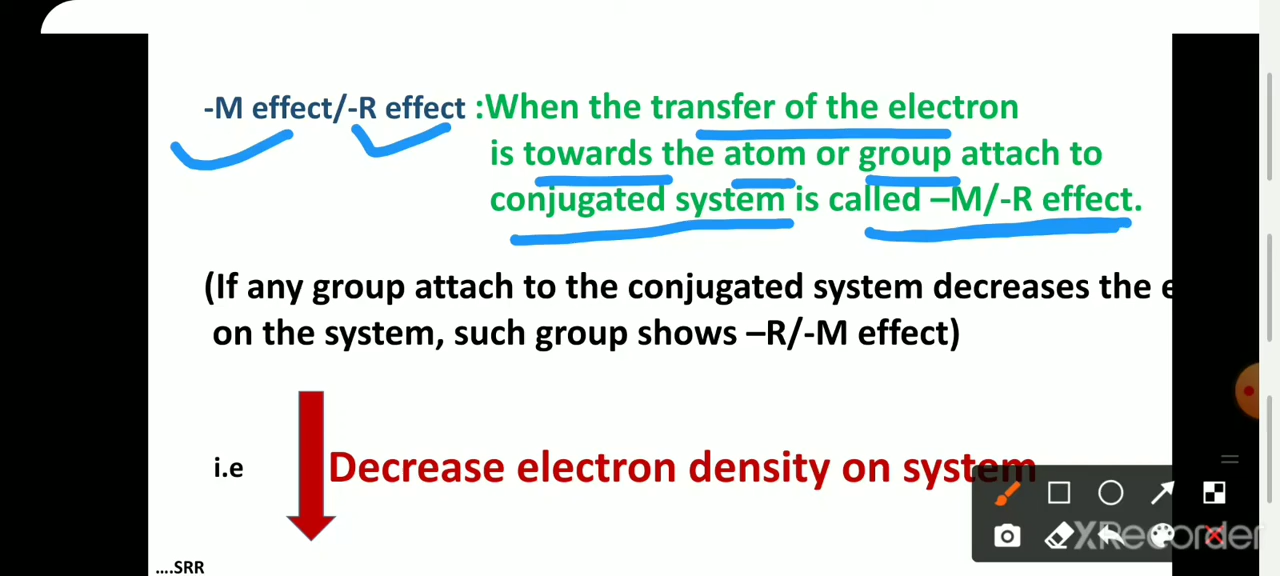 -M effect/-R effect :When the transfer of the electron
is towards the atom or group attach to
conjugated system is called –M/-R effect.
(If any group attach to the conjugated system decreases the e
on the system, such group shows –R/-M effect)
i.e Decrease electron density on system
XRecorder
....SRR